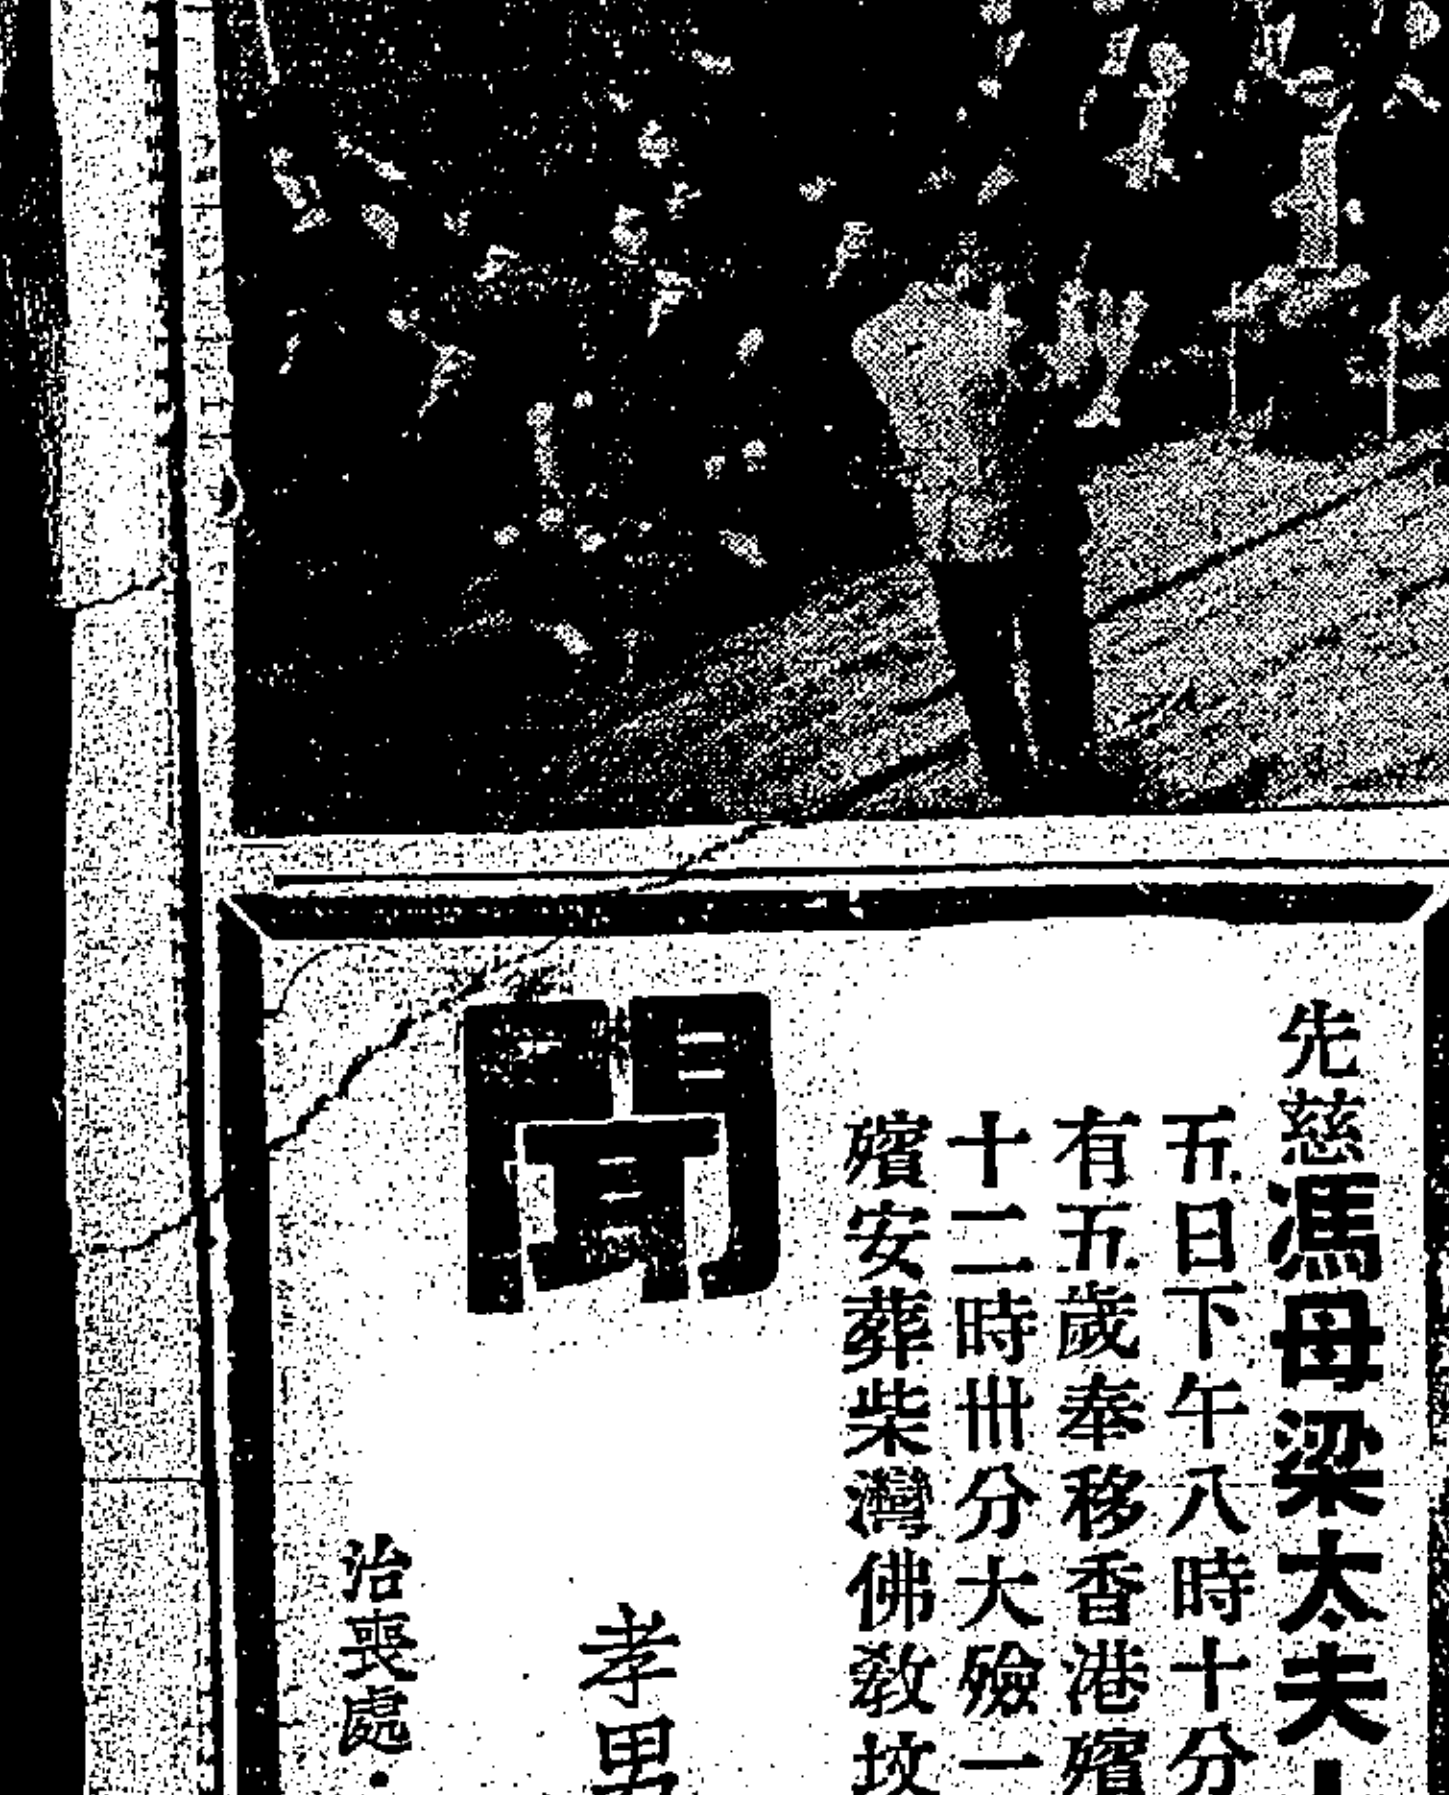 先慈馮母梁太夫
五日下午八時十分
有五歲奉移香港殯
十二時卅分大殮一
殯安葬柴灣佛教墳
聞
孝男
治喪處·